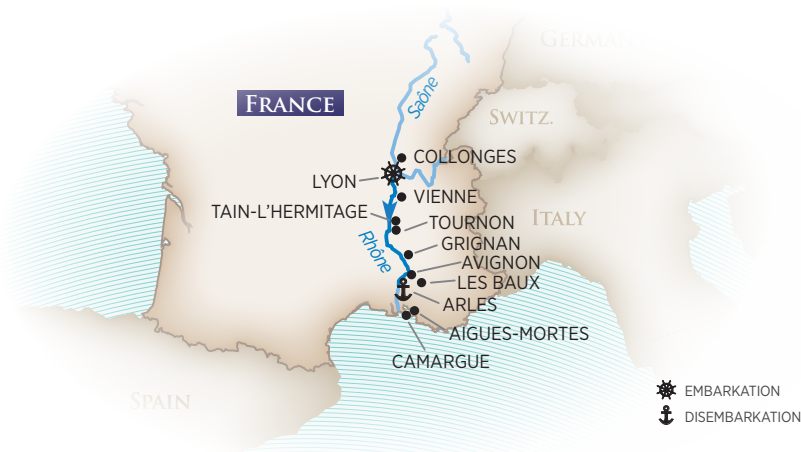 GERMANY
Saône
FRANCE
SWITZ.
COLLONGES
LYON
VIENNE
TAIN-L'HERMITAGE
ITALY
TOURNON
GRIGNAN
Rhône
AVIGNON
LES BAUX
ARLES
AIGUES-MORTES
CAMARGUE
EMBARKATION
SPAIN
DISEMBARKATION